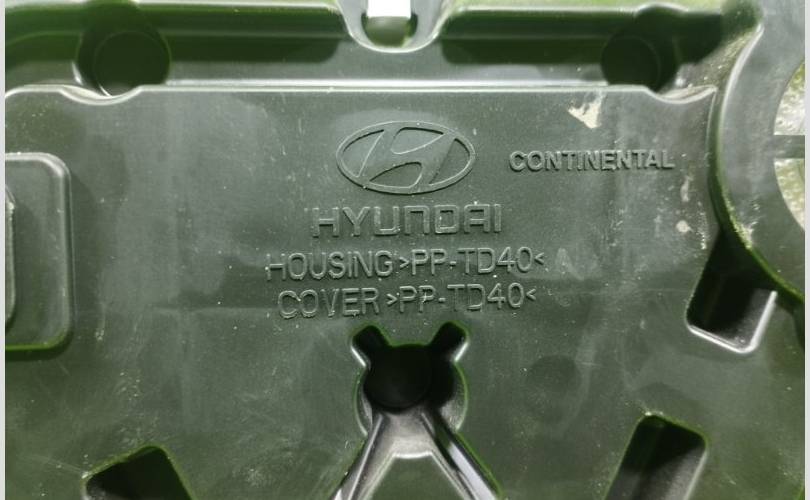 CONTINENTAL
HYUNDAI
HOUSING >PP-TD40<
COVER >PP-TD40<